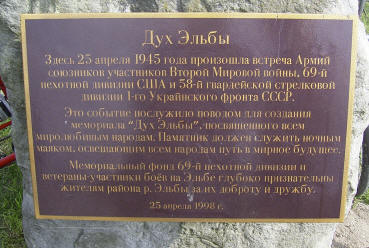 Дух Эльбы
Здесь 25 апреля 1945 года произошла встреча Армий
союзников участников Второй Мировой войны, 69-й
пехотной дивизии США и 58-й гвардейской стрелковой
дивизии 1-го Украинского фронта СССР.
Это событие послужило поводом для создания
мемориала "Дух Эльбы", посвященного всем
миролюбивым народам. Памятник должен служить ночным
маяком, освещающим всем народам путь в мирное будущее.
Мемориальный фонд 69-й пехотной дивизии и
ветераны-участники боёв на Эльбе глубоко признательны
жителям района р. Эльбы за их доброту и дружбу.
25 апреля 1998 г.